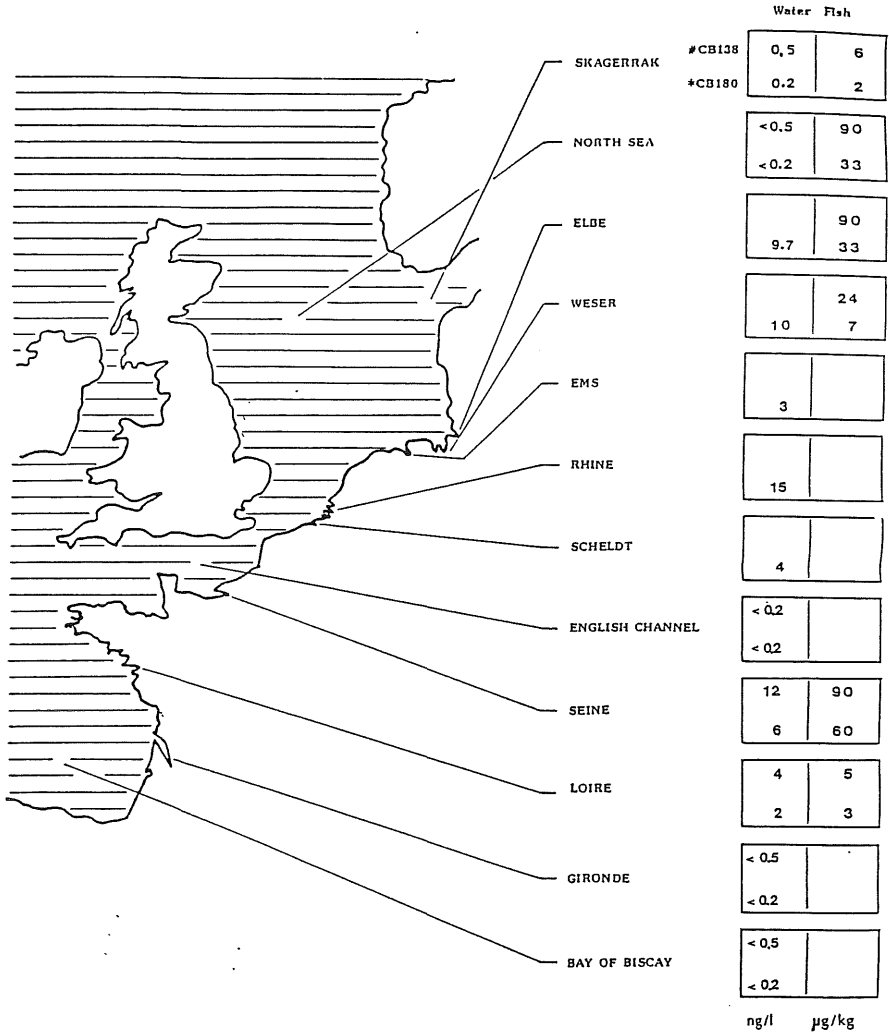 Water Fish
#CB138 0.5 6
SKAGERRAK
*CB180 0.2 2
<0.5 90
NORTH SEA
<0.2 33
90
ELBE
9.7 33
24
WESER
10 7
EMS
3
RHINE
15
SCHELDT
4
<0.2
ENGLISH CHANNEL
<0.2
12 90
SEINE
6 60
4 5
LOIRE
2 3
<0.5
GIRONDE
<0.2
<0.5
BAY OF BISCAY
<0.2
ng/l µg/kg